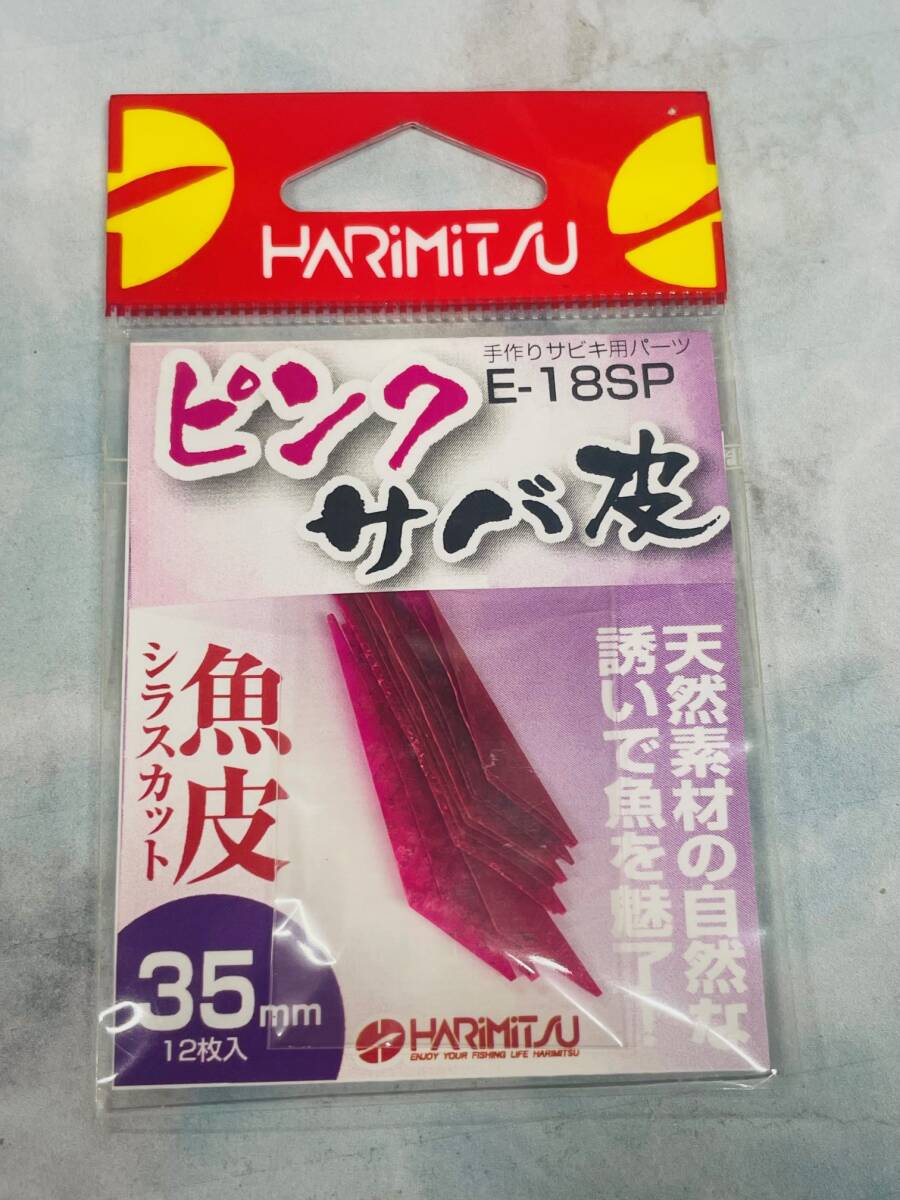 HARiMiTSU
手作りサビキ用パーツ
E-18SP
ピンク
サバ皮
魚皮
シラスカット
天然素材の自然な
誘いで魚を魅了!
35mm
12枚入
HARiMiTSU
ENJOY YOUR FISHING LIFE HARIMITSU